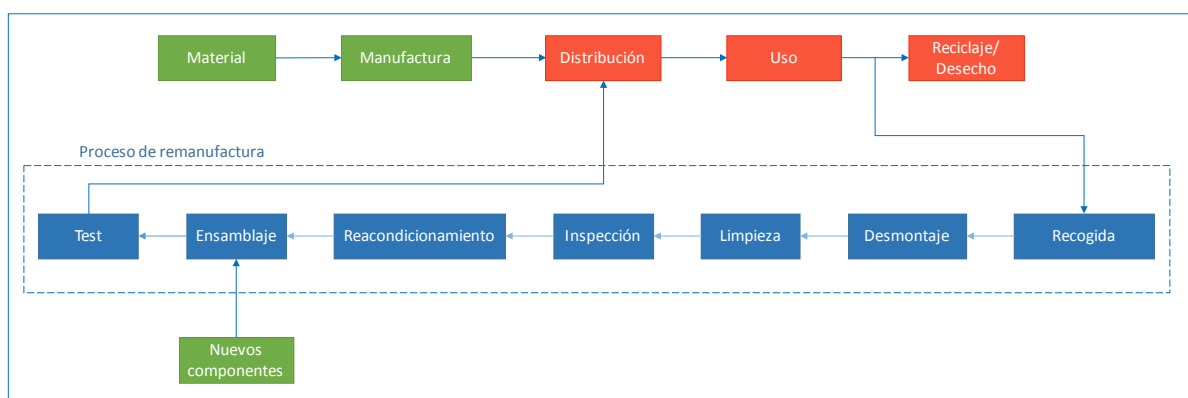 Material
Manufactura
Distribución
Uso
Reciclaje/
Desecho
Proceso de remanufactura
Test
Ensamblaje
Reacondicionamiento
Inspección
Limpieza
Desmontaje
Recogida
Nuevos
componentes